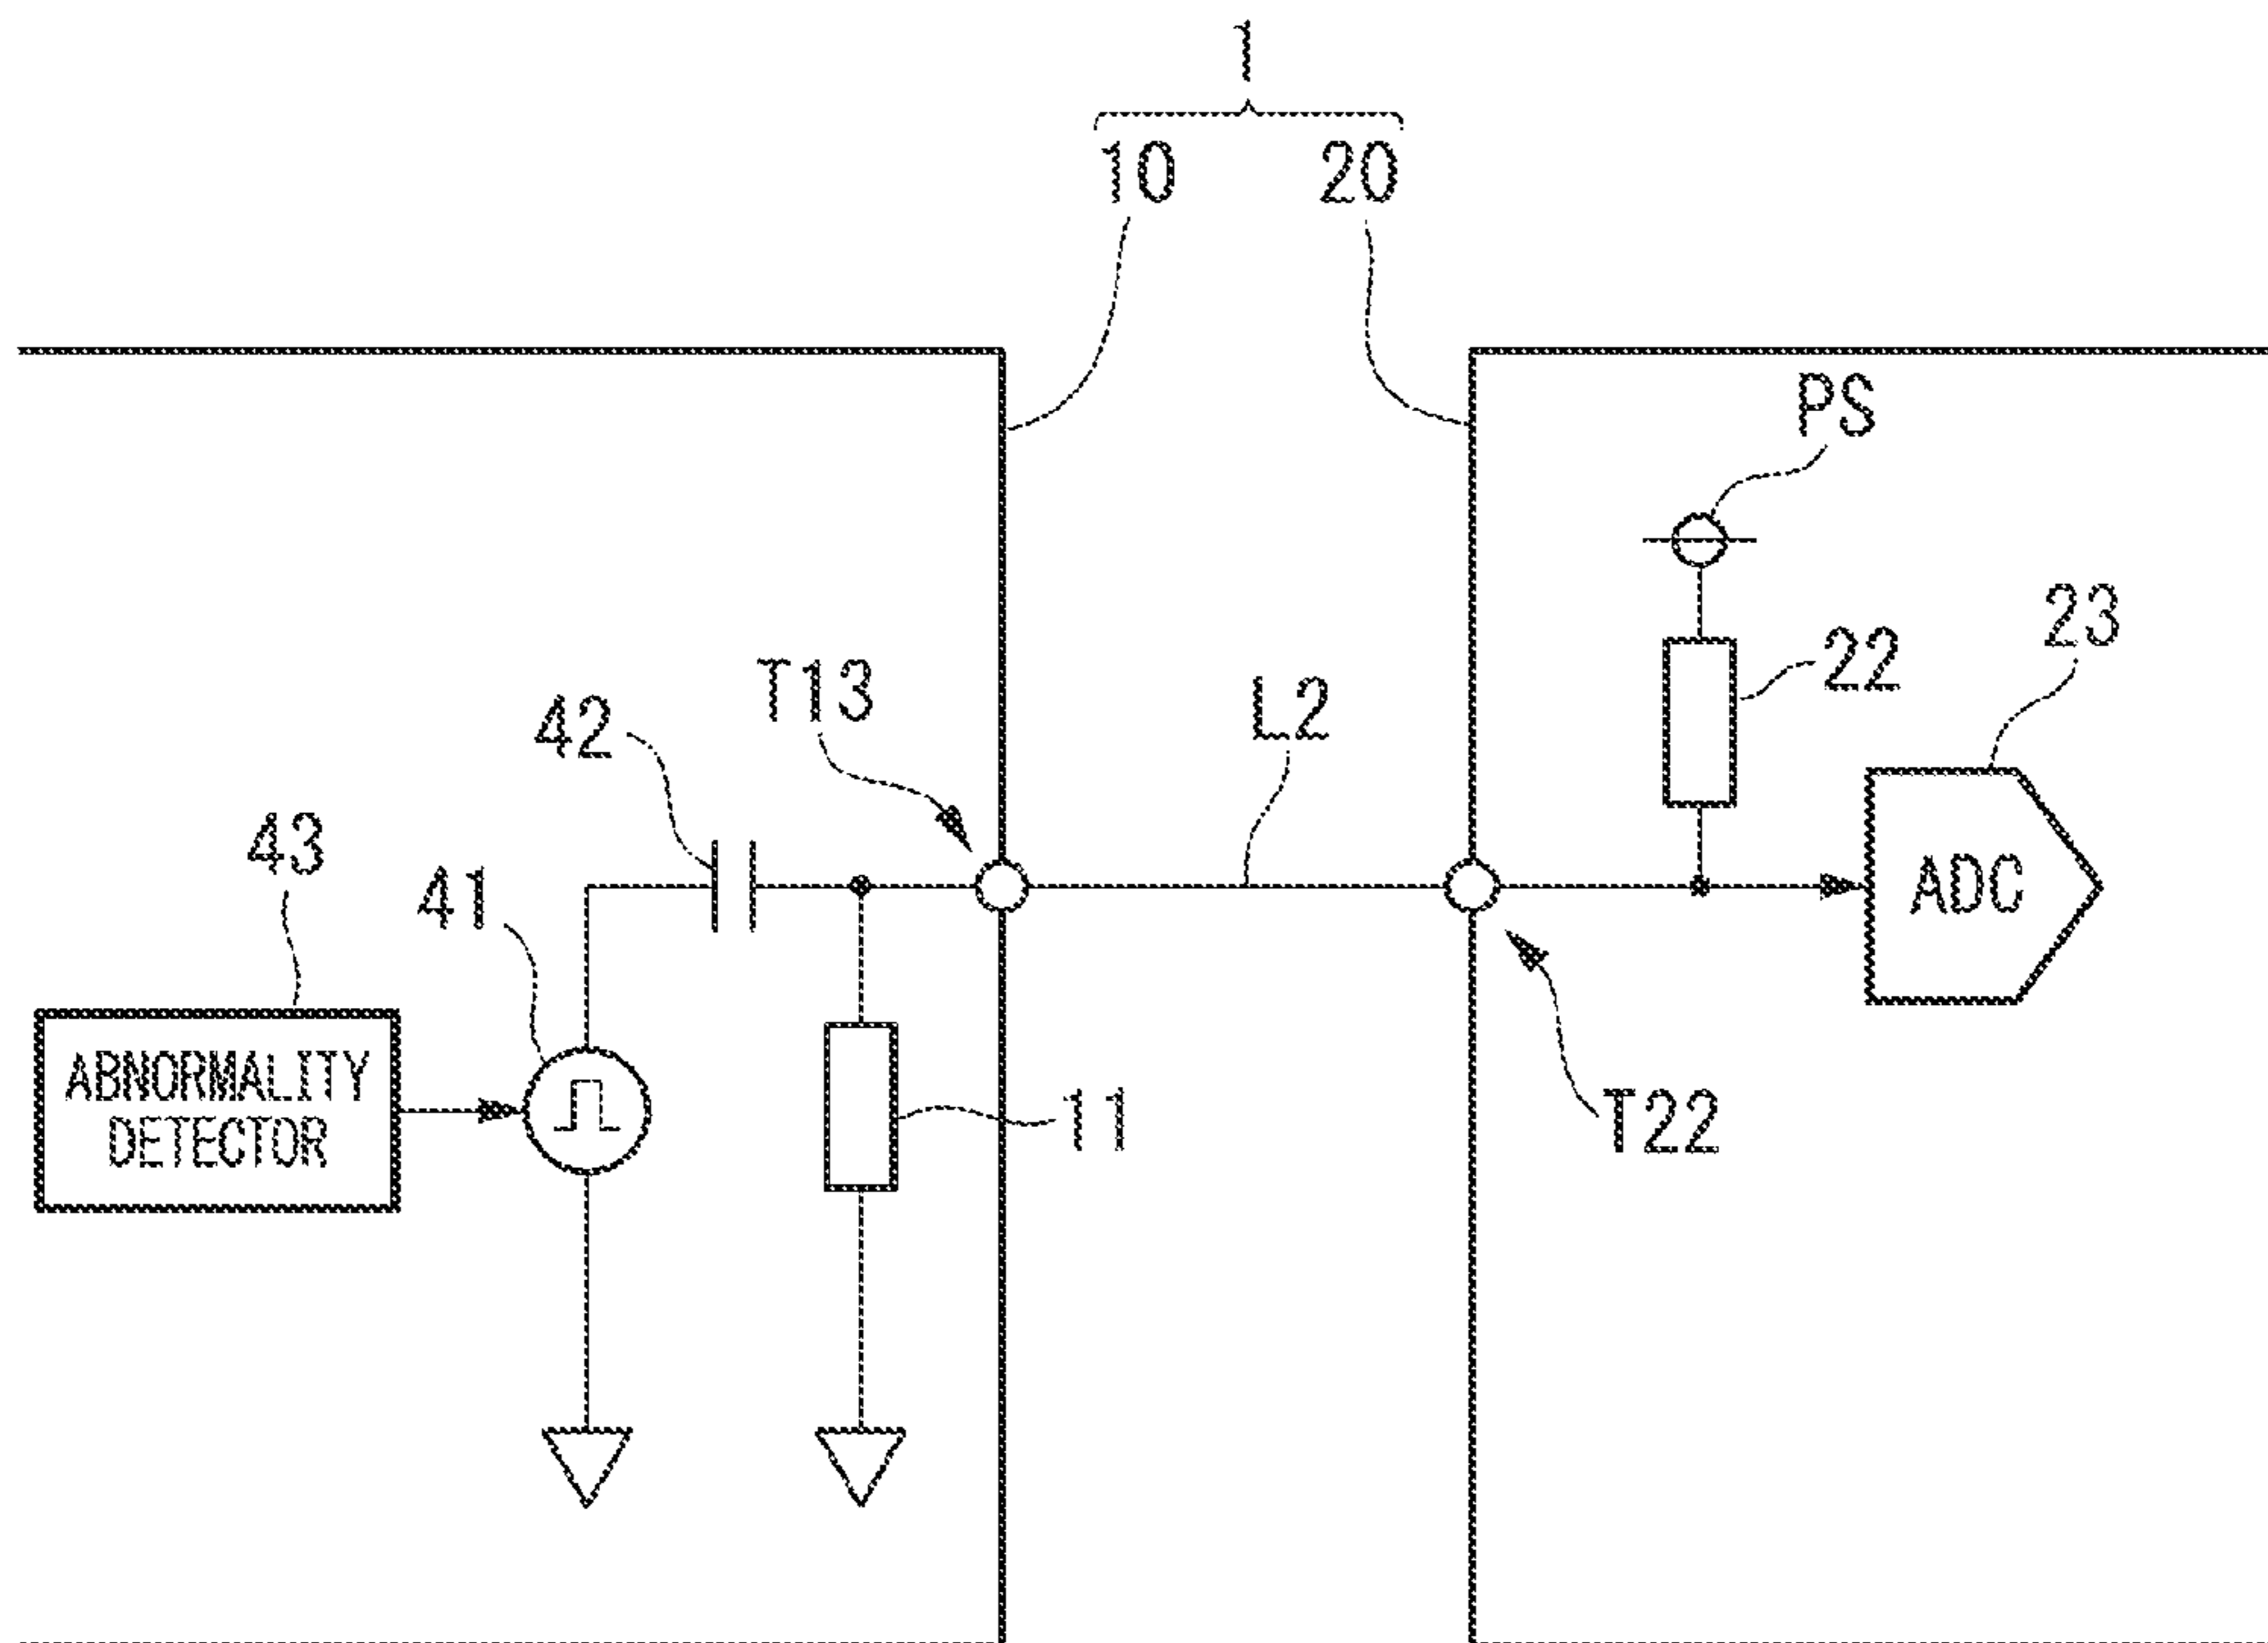 1
10 20
PS
23
22
T13
L2
42
43
41
ADC
ABNORMALITY
DETECTOR
11
T22